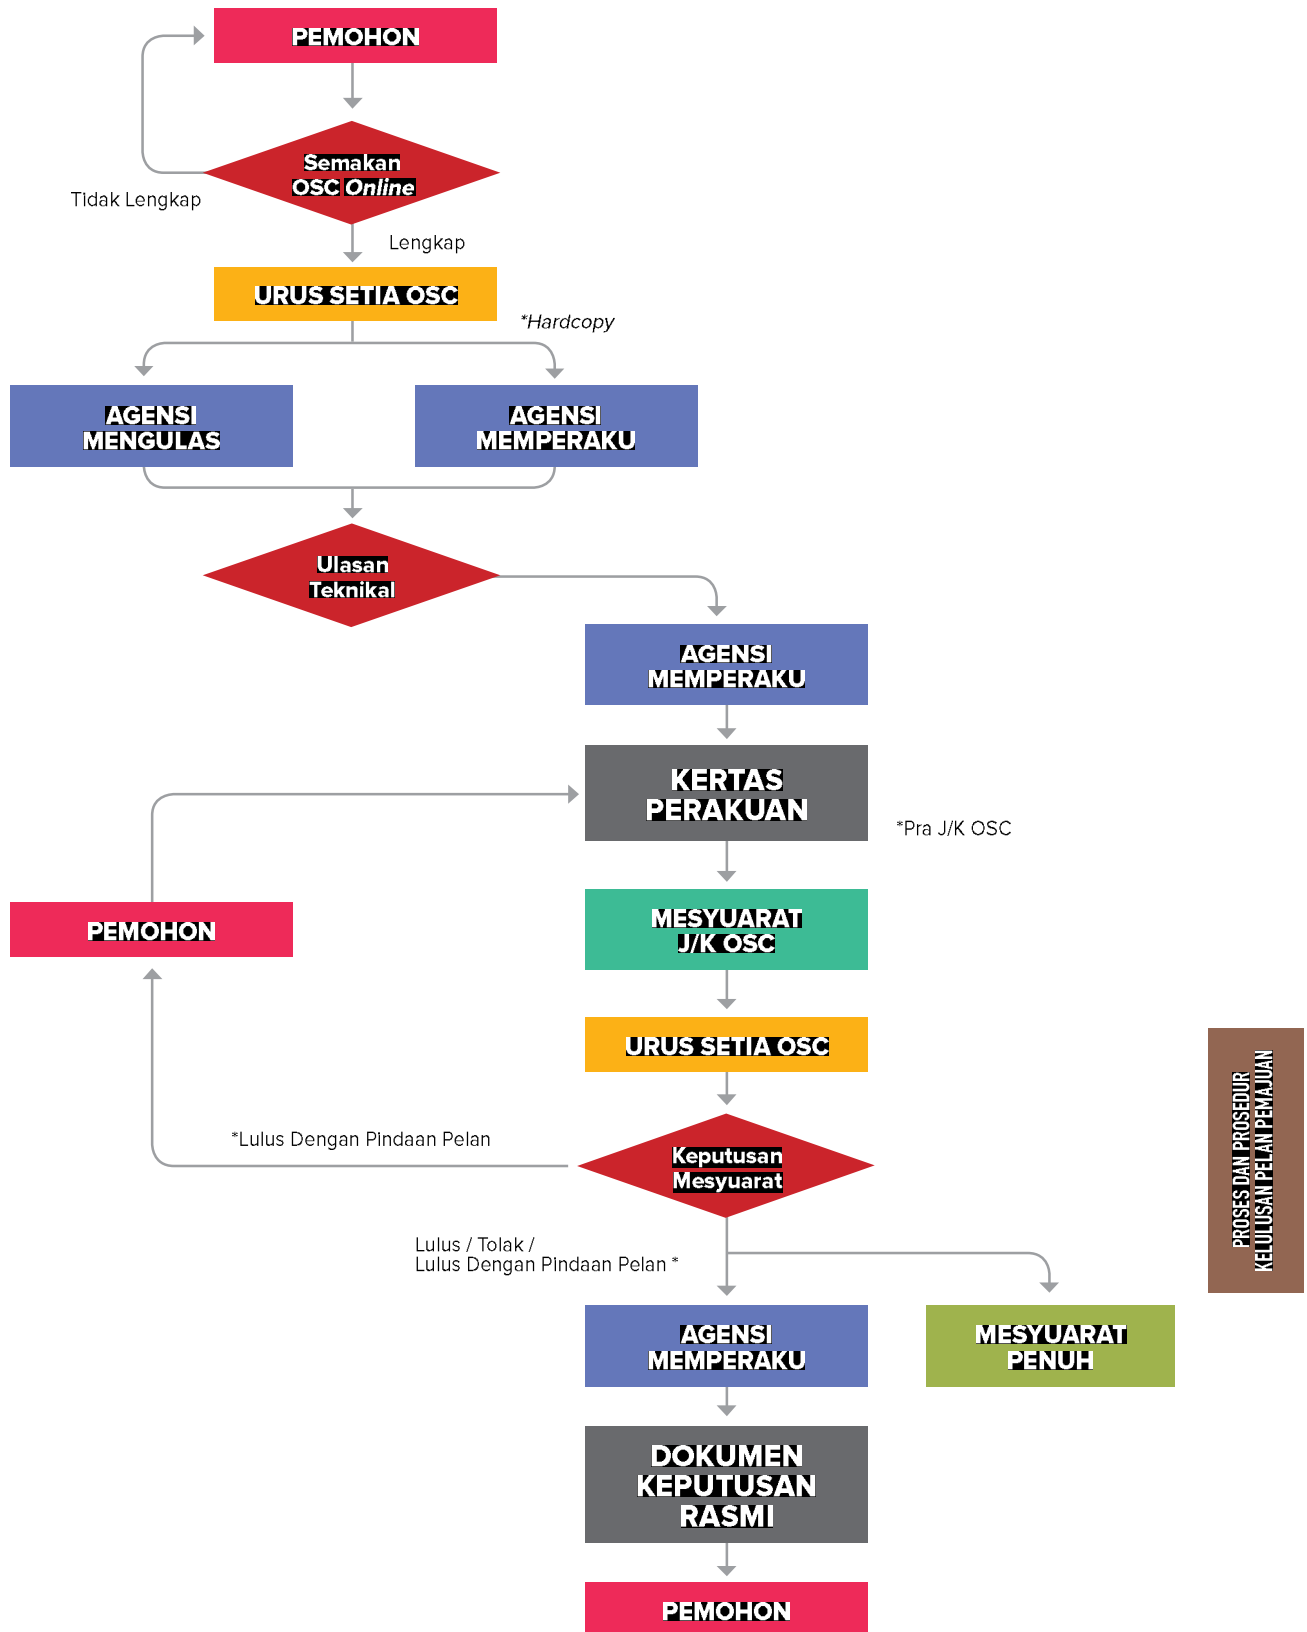 PEMOHON
Semakan
OSC Online
Tidak Lengkap
Lengkap
URUS SETIA OSC
*Hardcopy
AGENSI
MENGULAS
AGENSI
MEMPERAKU
Ulasan
Teknikal
AGENSI
MEMPERAKU
KERTAS
PERAKUAN
*Pra J/K OSC
MESYUARAT
J/K OSC
PEMOHON
URUS SETIA OSC
*Lulus Dengan Pindaan Pelan
Keputusan
Mesyuarat
Lulus / Tolak /
Lulus Dengan Pindaan Pelan *
AGENSI
MEMPERAKU
MESYUARAT
PENUH
DOKUMEN
KEPUTUSAN
RASMI
PEMOHON
PROSES DAN PROSEDUR
KELULUSAN PELAN PEMAJUAN